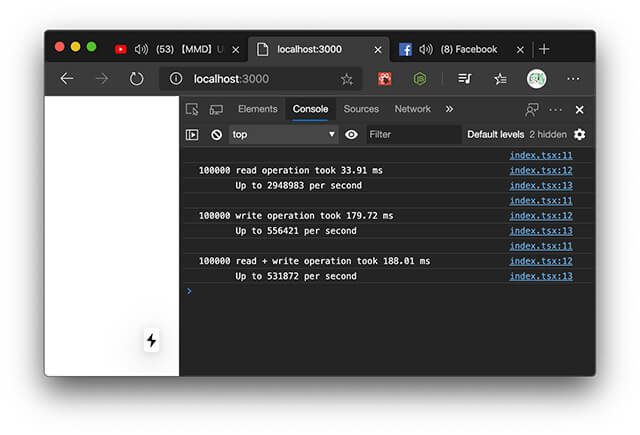 (53) 【MMD】 U
localhost:3000
(8) Facebook
localhost:3000
Elements Console Sources Network »
top Filter Default levels 2 hidden
index.tsx:11
100000 read operation took 33.91 ms index.tsx:12
Up to 2948983 per second index.tsx:13
index.tsx:11
100000 write operation took 179.72 ms index.tsx:12
Up to 556421 per second index.tsx:13
index.tsx:11
100000 read + write operation took 188.01 ms index.tsx:12
Up to 531872 per second index.tsx:13